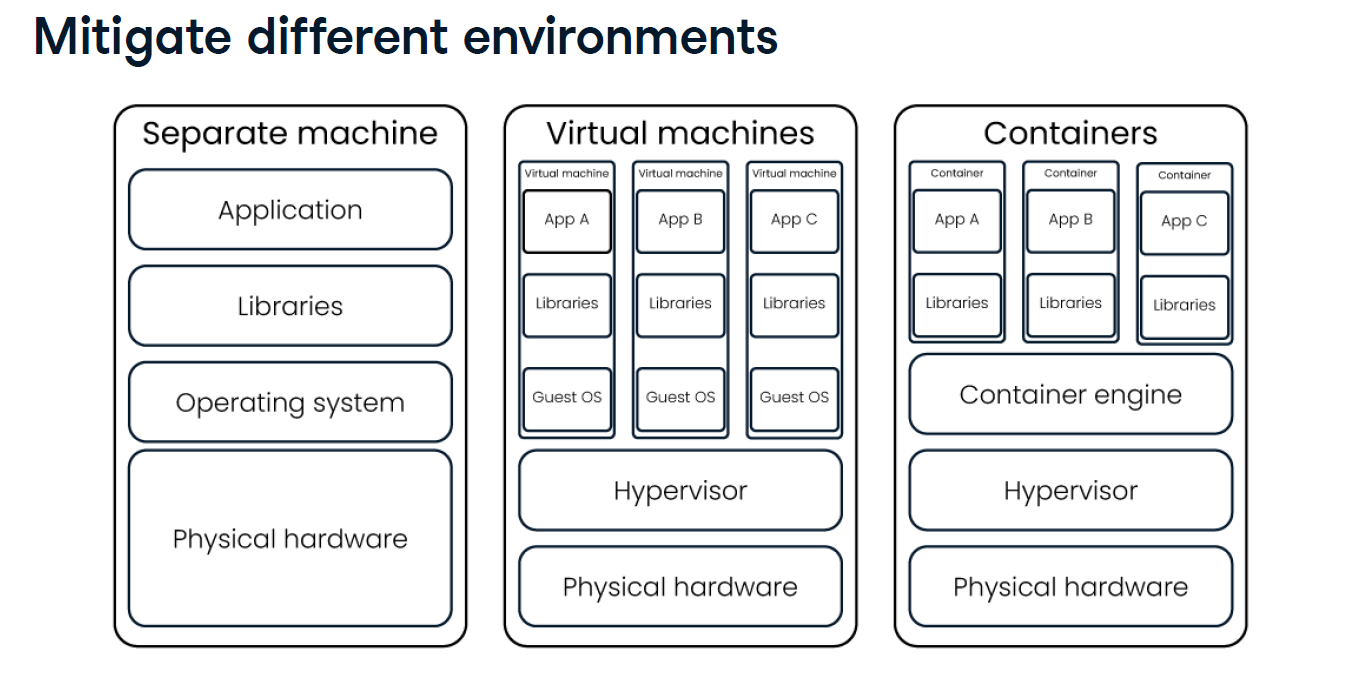 Mitigate different environments
Separate machine
Application
Libraries
Operating system
Physical hardware
Virtual machines
Virtual machine
App A
Libraries
Guest OS
Virtual machine
App B
Libraries
Guest OS
Virtual machine
App C
Libraries
Guest OS
Hypervisor
Physical hardware
Containers
Container
App A
Libraries
Container
App B
Libraries
Container
App C
Libraries
Container engine
Hypervisor
Physical hardware